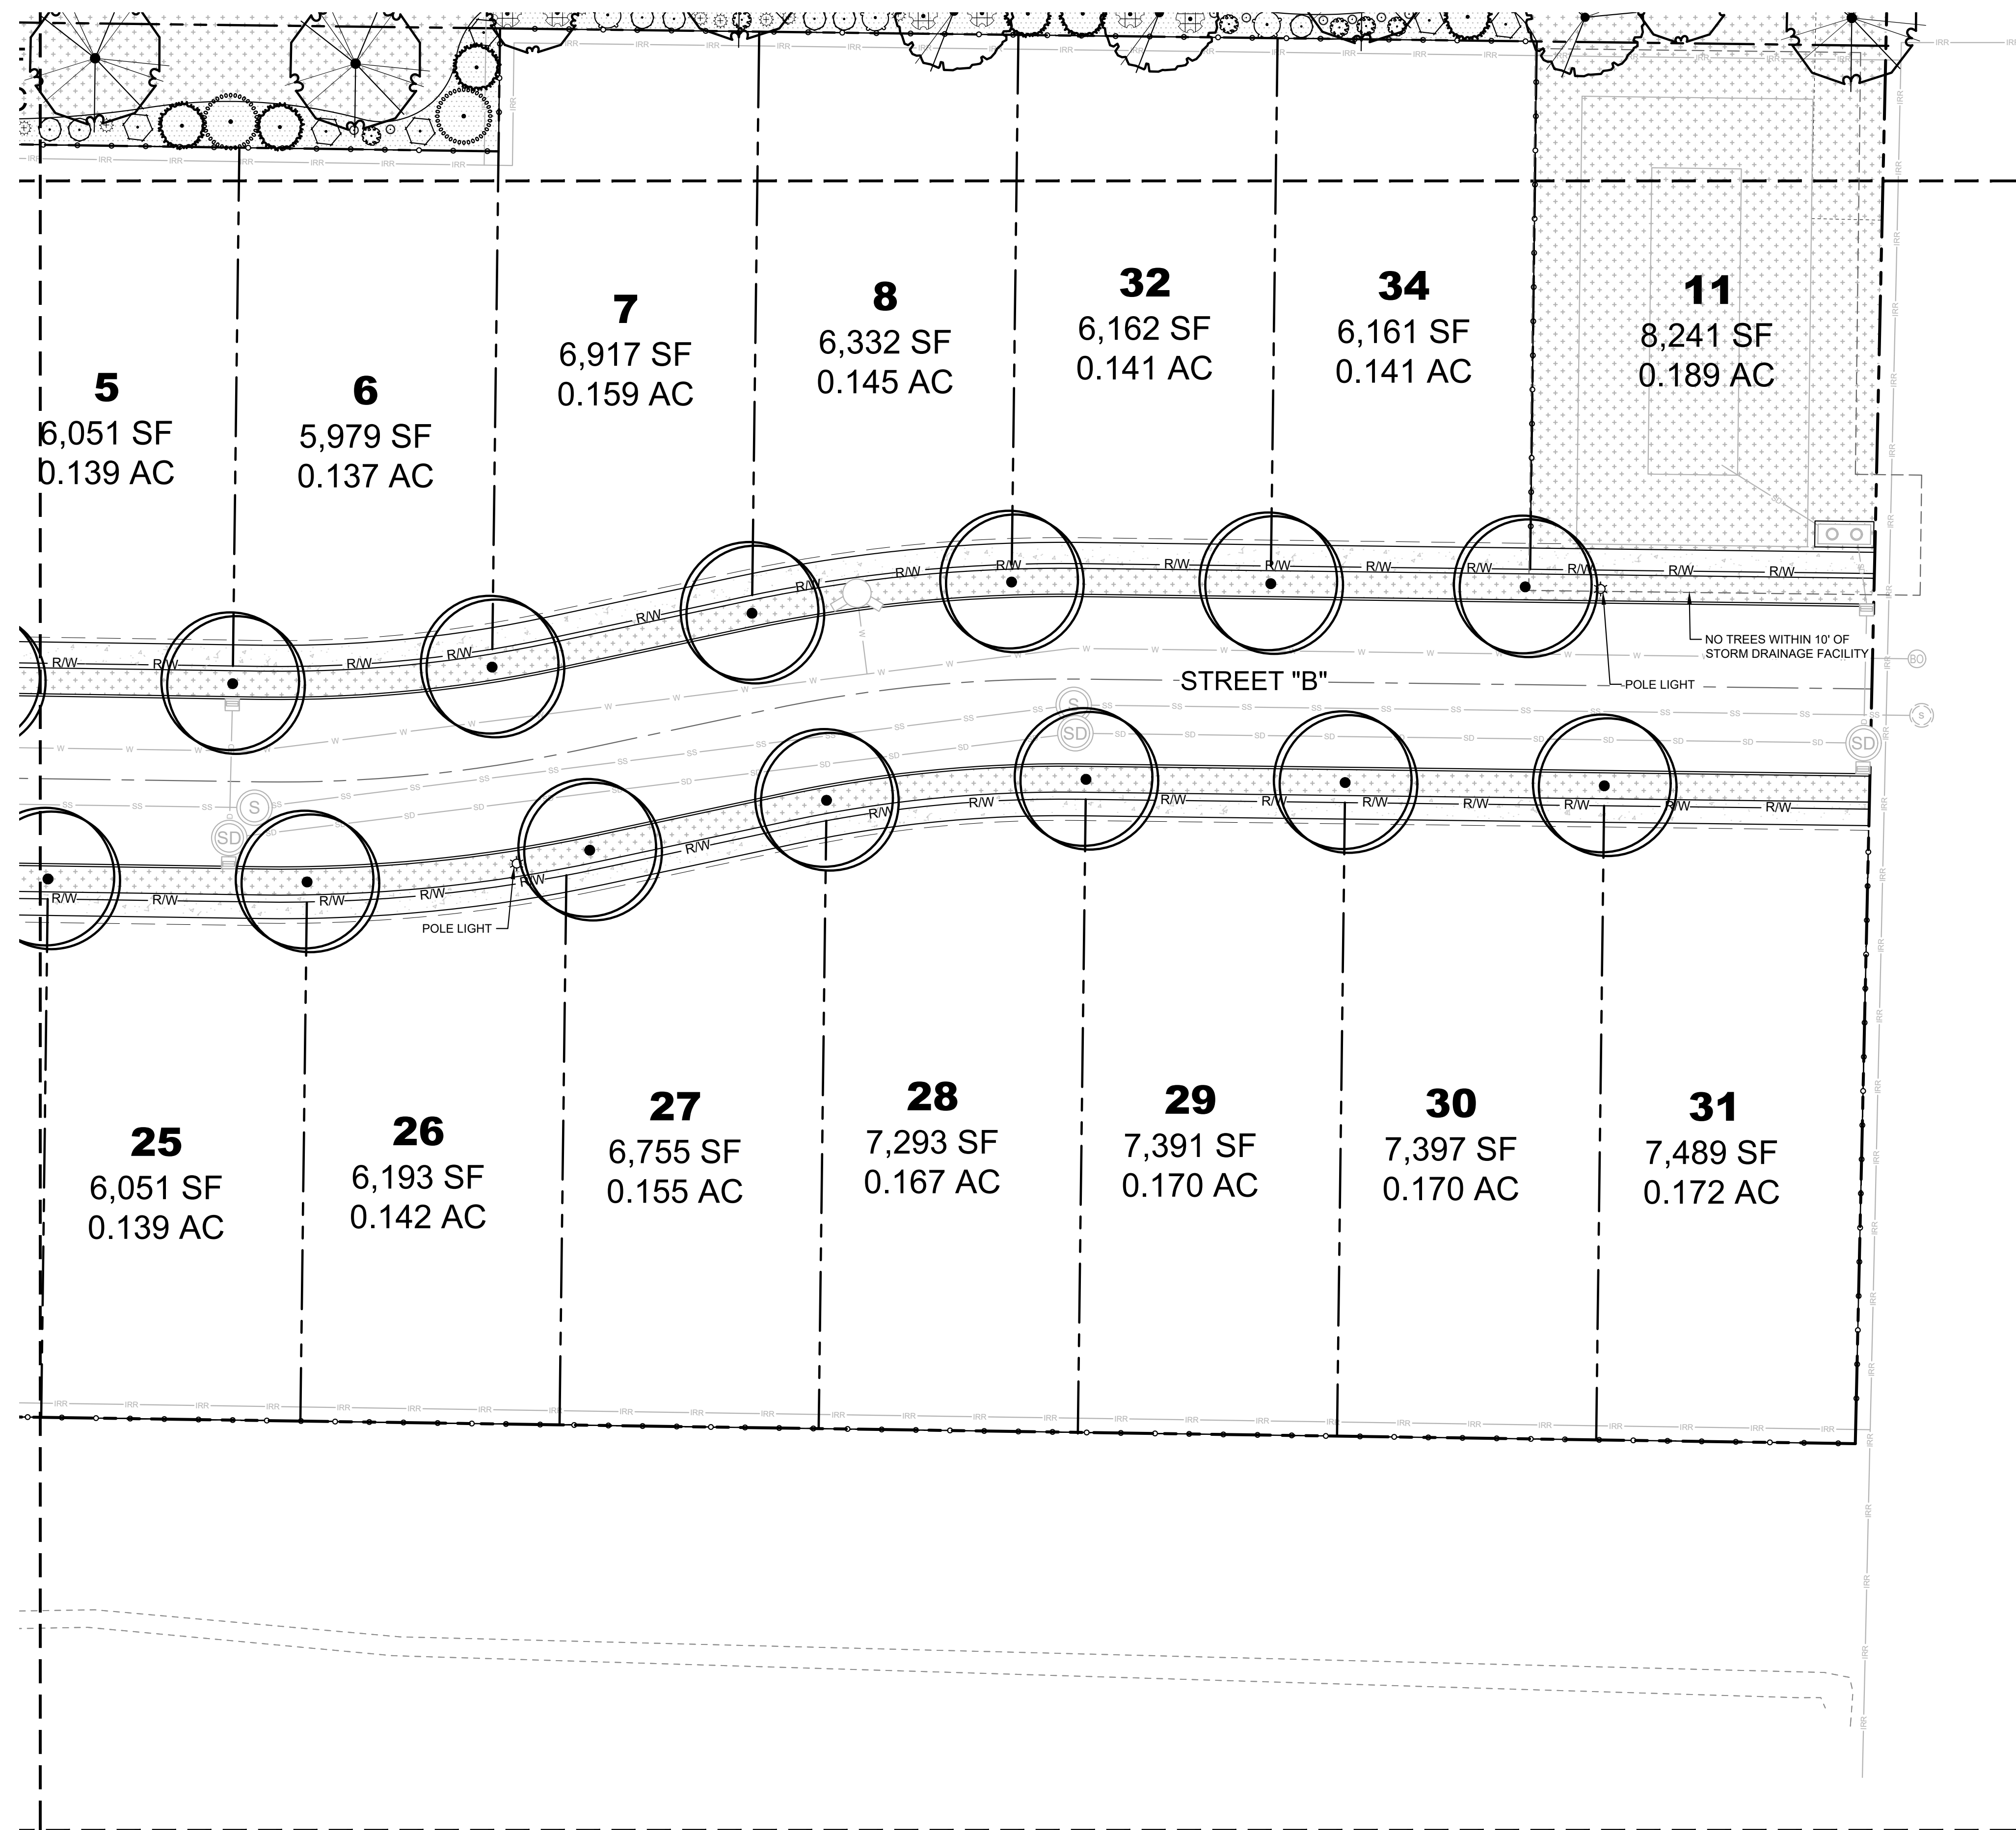 5
6,051 SF
0.139 AC
6
5,979 SF
0.137 AC
7
6,917 SF
0.159 AC
8
6,332 SF
0.145 AC
32
6,162 SF
0.141 AC
34
6,161 SF
0.141 AC
11
8,241 SF
0.189 AC
IRR
R/W
W
SS
SD
S
SD
S
SD
SD
S
BO
STREET "B"
NO TREES WITHIN 10' OF
STORM DRAINAGE FACILITY
POLE LIGHT
POLE LIGHT
25
6,051 SF
0.139 AC
26
6,193 SF
0.142 AC
27
6,755 SF
0.155 AC
28
7,293 SF
0.167 AC
29
7,391 SF
0.170 AC
30
7,397 SF
0.170 AC
31
7,489 SF
0.172 AC